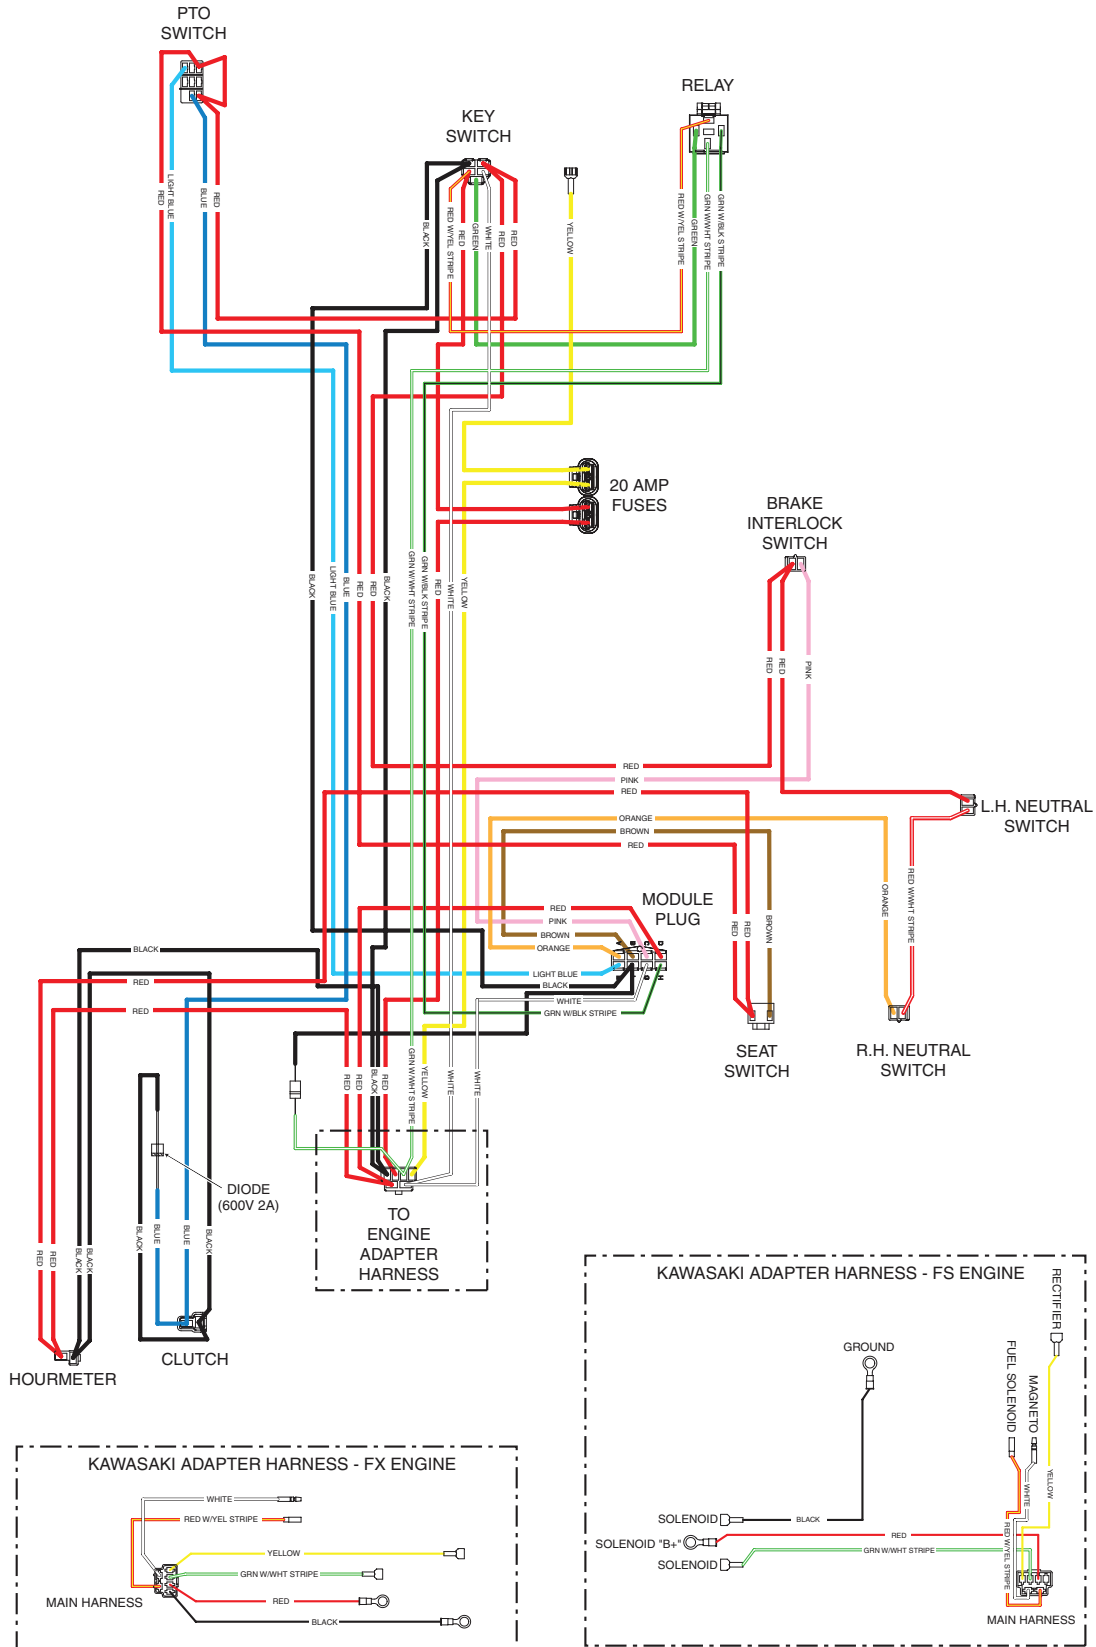 PTO
SWITCH
KEY
SWITCH
RELAY
RED
LIGHT BLUE
BLUE
RED
BLACK
RED W/YEL STRIPE
RED
GREEN
WHITE
RED
RED
YELLOW
RED W/YEL STRIPE
GREEN
GRN W/WHT STRIPE
GRN W/BLK STRIPE
20 AMP
FUSES
BRAKE
INTERLOCK
SWITCH
BLACK
LIGHT BLUE
BLUE
RED
RED
BLACK
GRN W/WHT STRIPE
GRN W/BLK STRIPE
RED
WHITE
YELLOW
RED
RED
PINK
RED
PINK
RED
ORANGE
BROWN
RED
L.H. NEUTRAL
SWITCH
MODULE
PLUG
RED
PINK
BROWN
ORANGE
LIGHT BLUE
BLACK
WHITE
GRN W/BLK STRIPE
A
B
C
D
E
F
G
H
RED
RED
BROWN
ORANGE
RED W/WHT STRIPE
BLACK
RED
RED
SEAT
SWITCH
R.H. NEUTRAL
SWITCH
RED
RED
BLACK
RED
GRN W/WHT STRIPE
YELLOW
WHITE
WHITE
DIODE
(600V 2A)
TO
ENGINE
ADAPTER
HARNESS
RED
RED
BLACK
BLACK
BLACK
BLUE
BLUE
BLACK
CLUTCH
HOURMETER
KAWASAKI ADAPTER HARNESS - FX ENGINE
WHITE
RED W/YEL STRIPE
YELLOW
GRN W/WHT STRIPE
RED
BLACK
MAIN HARNESS
KAWASAKI ADAPTER HARNESS - FS ENGINE
RECTIFIER
GROUND
FUEL SOLENOID
MAGNETO
YELLOW
WHITE
RED W/YEL STRIPE
SOLENOID
BLACK
SOLENOID "B+"
RED
SOLENOID
GRN W/WHT STRIPE
MAIN HARNESS